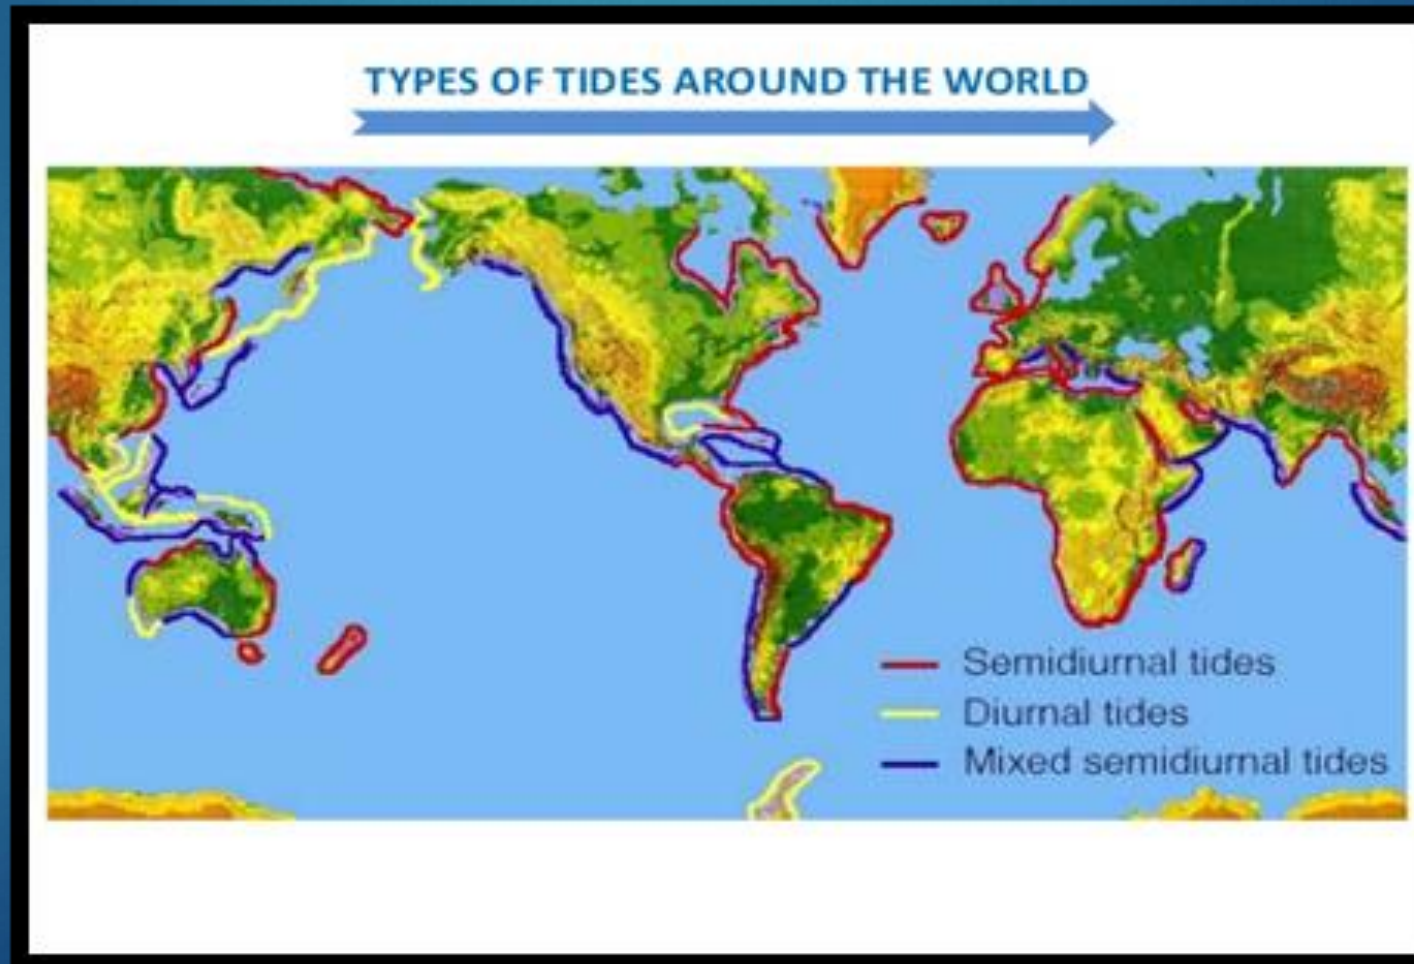 TYPES OF TIDES AROUND THE WORLD
Semidiurnal tides
Diurnal tides
Mixed semidiurnal tides